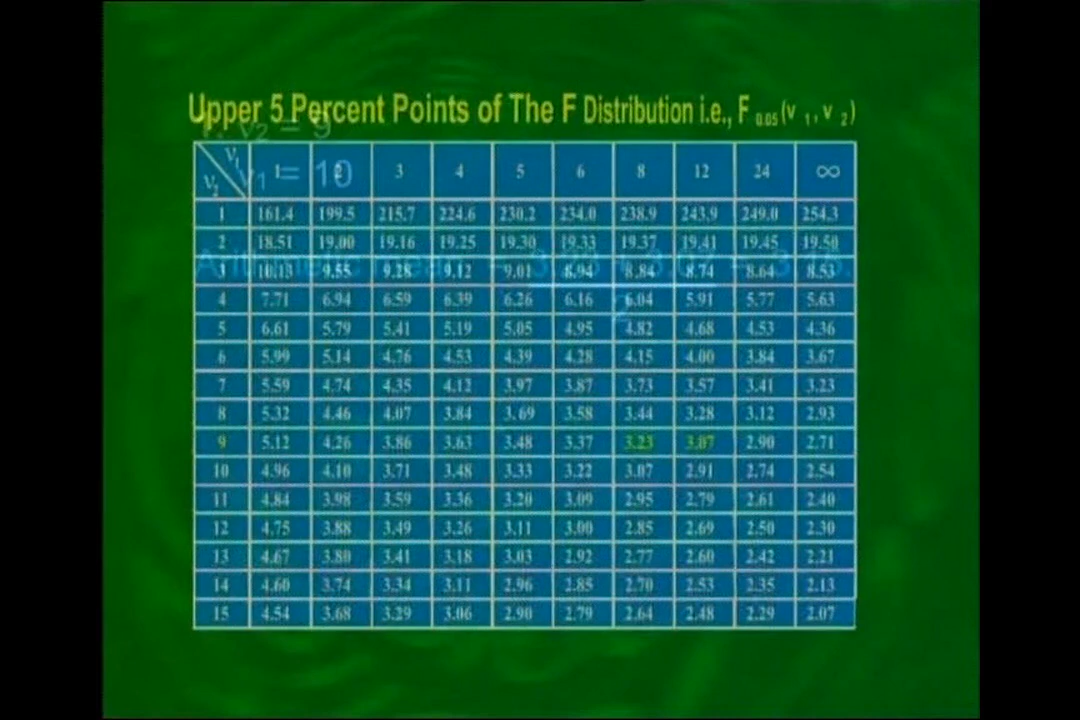 Upper 5 Percent Points of The F Distribution i.e., F 0.05 (v 1, v 2)
v2 = 9
v1 = 10
Arithmetic mean = 3.23 + 3.07 = 3.15.
2
v1 1 2 3 4 5 6 8 12 24 ∞
v2
1 161.4 199.5 215.7 224.6 230.2 234.0 238.9 243.9 249.0 254.3
2 18.51 19.00 19.16 19.25 19.30 19.33 19.37 19.41 19.45 19.50
3 10.13 9.55 9.28 9.12 9.01 8.94 8.84 8.74 8.64 8.53
4 7.71 6.94 6.59 6.39 6.26 6.16 6.04 5.91 5.77 5.63
5 6.61 5.79 5.41 5.19 5.05 4.95 4.82 4.68 4.53 4.36
6 5.99 5.14 4.76 4.53 4.39 4.28 4.15 4.00 3.84 3.67
7 5.59 4.74 4.35 4.12 3.97 3.87 3.73 3.57 3.41 3.23
8 5.32 4.46 4.07 3.84 3.69 3.58 3.44 3.28 3.12 2.93
9 5.12 4.26 3.86 3.63 3.48 3.37 3.23 3.07 2.90 2.71
10 4.96 4.10 3.71 3.48 3.33 3.22 3.07 2.91 2.74 2.54
11 4.84 3.98 3.59 3.36 3.20 3.09 2.95 2.79 2.61 2.40
12 4.75 3.88 3.49 3.26 3.11 3.00 2.85 2.69 2.50 2.30
13 4.67 3.80 3.41 3.18 3.03 2.92 2.77 2.60 2.42 2.21
14 4.60 3.74 3.34 3.11 2.96 2.85 2.70 2.53 2.35 2.13
15 4.54 3.68 3.29 3.06 2.90 2.79 2.64 2.48 2.29 2.07